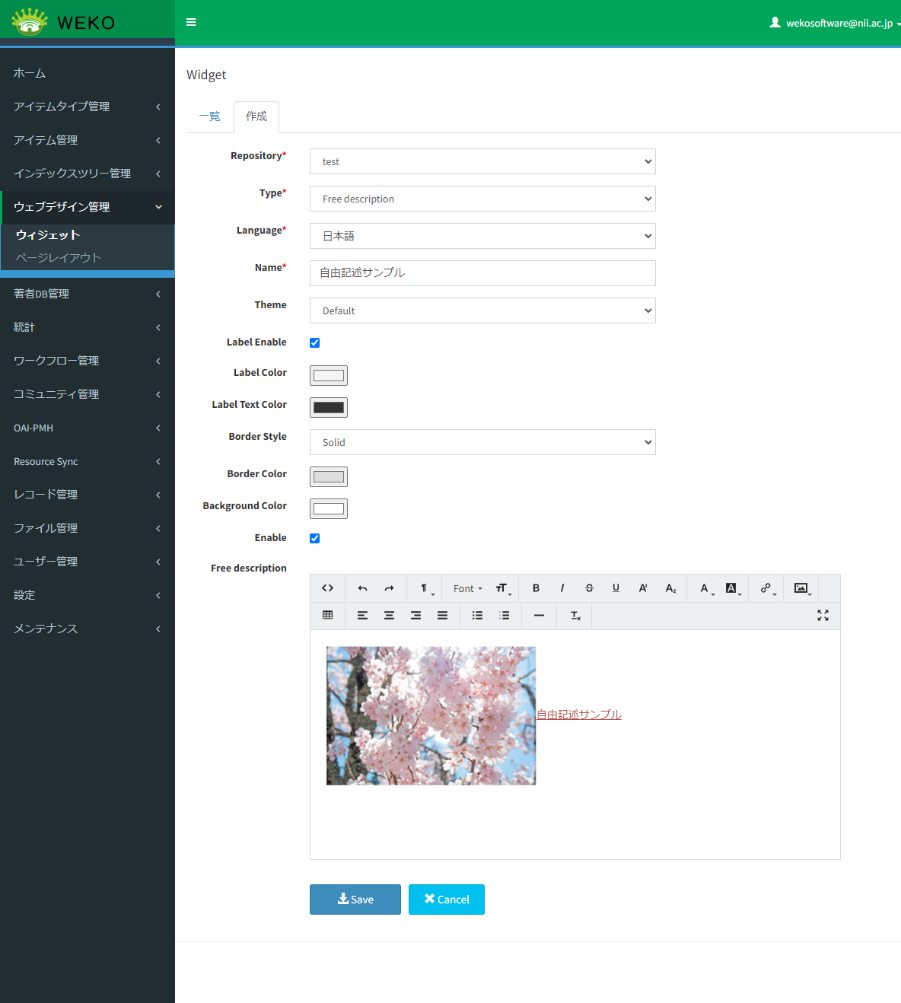 WEKO
wekosoftware@nii.ac.jp
ホーム
アイテムタイプ管理
アイテム管理
インデックスツリー管理
ウェブデザイン管理
ウィジェット
ページレイアウト
著者DB管理
統計
ワークフロー管理
コミュニティ管理
OAI-PMH
Resource Sync
レコード管理
ファイル管理
ユーザー管理
設定
メンテナンス
Widget
一覧 作成
Repository* test
Type* Free description
Language* 日本語
Name* 自由記述サンプル
Theme Default
Label Enable
Label Color
Label Text Color
Border Style Solid
Border Color
Background Color
Enable
Free description
Font
自由記述サンプル
Save Cancel